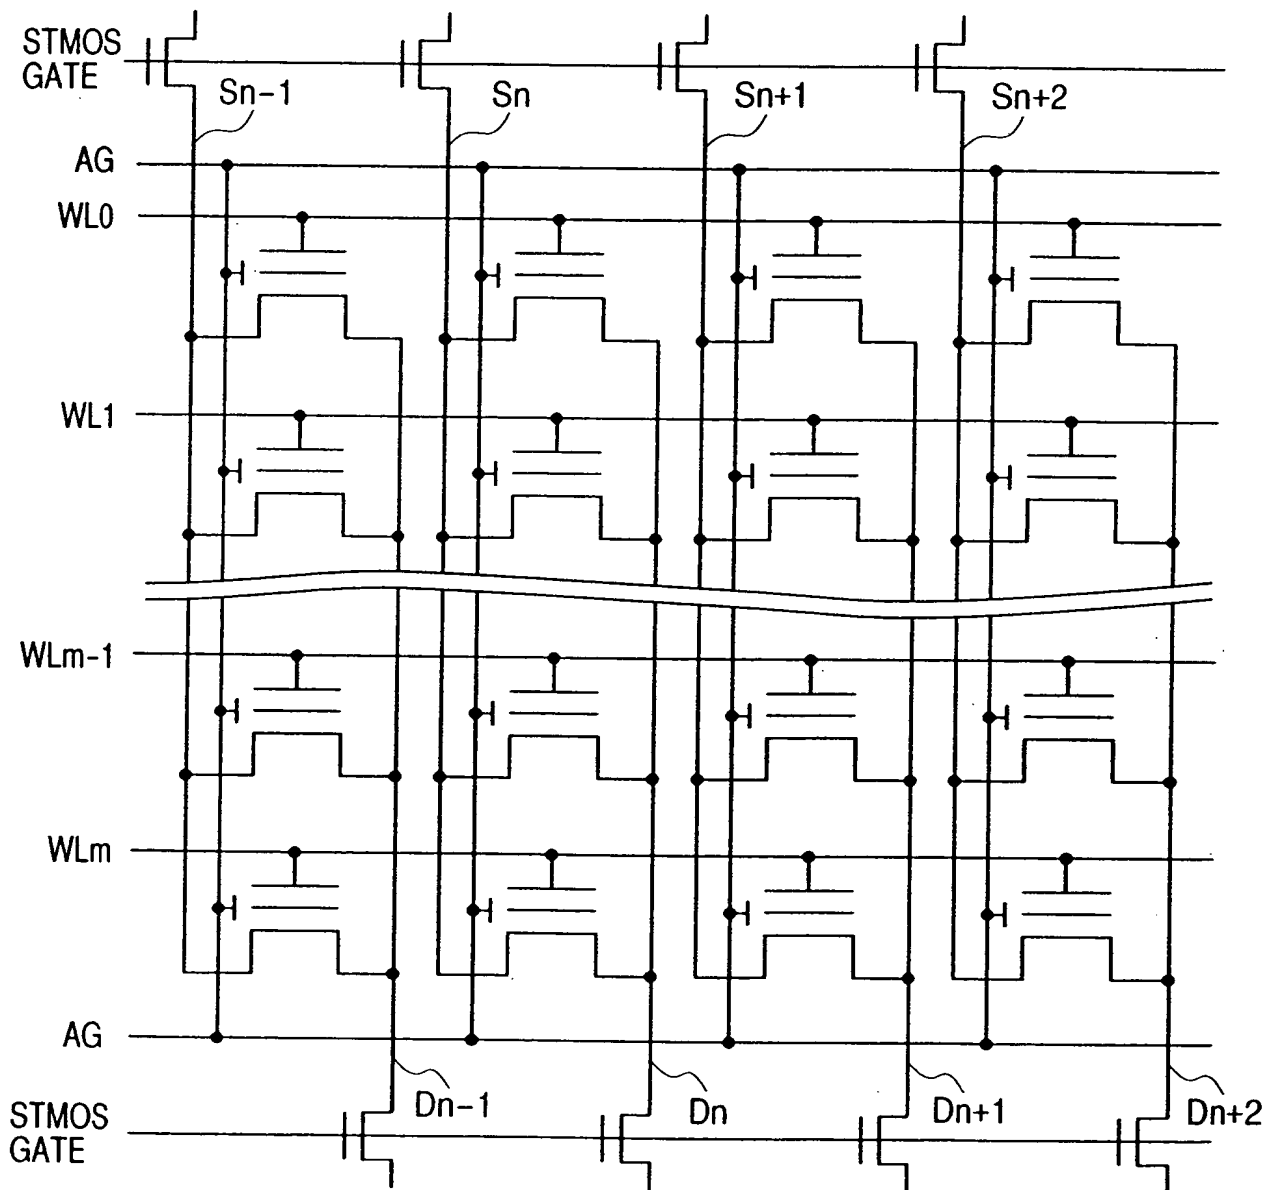 STMOS
GATE
Sn-1
Sn
Sn+1
Sn+2
AG
WL0
WL1
WLm-1
WLm
AG
Dn-1
Dn
Dn+1
Dn+2
STMOS
GATE